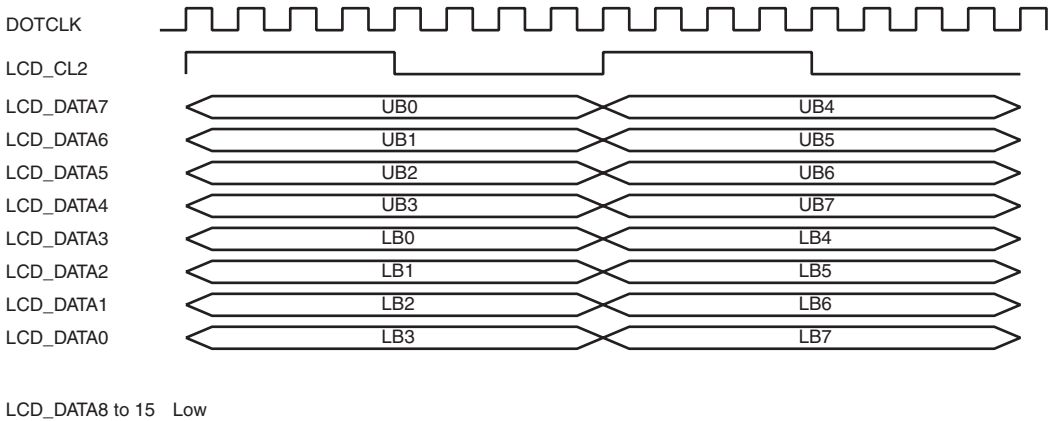 DOTCLK
LCD_CL2
LCD_DATA7 UB0 UB4
LCD_DATA6 UB1 UB5
LCD_DATA5 UB2 UB6
LCD_DATA4 UB3 UB7
LCD_DATA3 LB0 LB4
LCD_DATA2 LB1 LB5
LCD_DATA1 LB2 LB6
LCD_DATA0 LB3 LB7
LCD_DATA8 to 15 Low